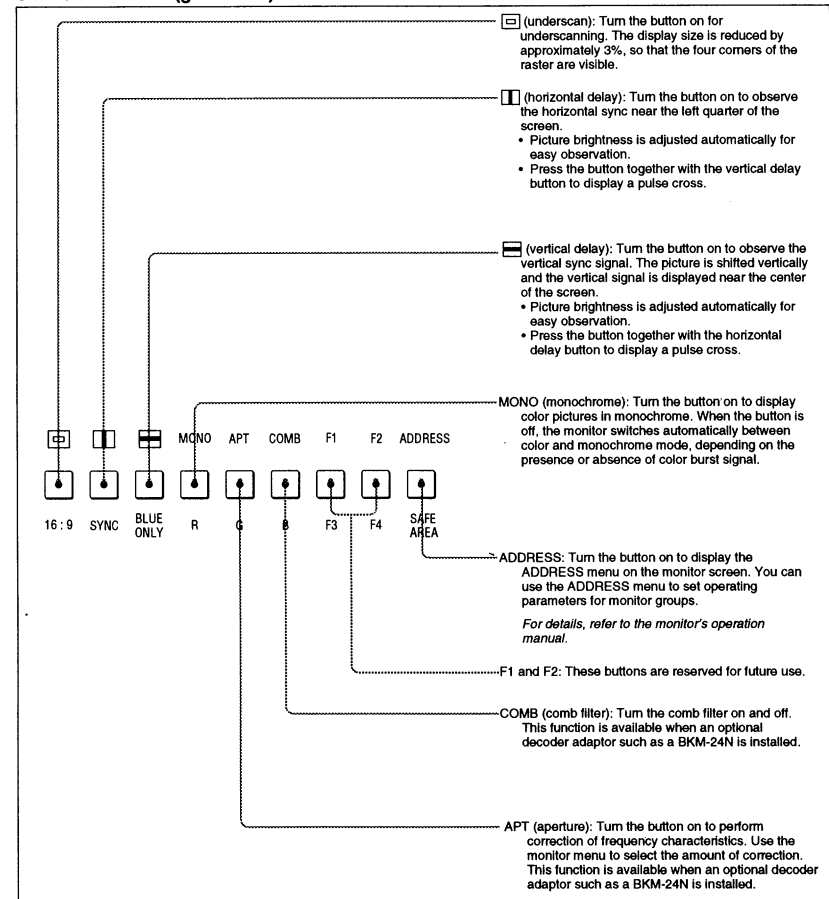 (underscan): Turn the button on for
underscanning. The display size is reduced by
approximately 3%, so that the four corners of the
raster are visible.
(horizontal delay): Turn the button on to observe
the horizontal sync near the left quarter of the
screen.
• Picture brightness is adjusted automatically for
easy observation.
• Press the button together with the vertical delay
button to display a pulse cross.
(vertical delay): Turn the button on to observe the
vertical sync signal. The picture is shifted vertically
and the vertical signal is displayed near the center
of the screen.
• Picture brightness is adjusted automatically for
easy observation.
• Press the button together with the horizontal
delay button to display a pulse cross.
MONO (monochrome): Turn the button on to display
color pictures in monochrome. When the button is
off, the monitor switches automatically between
color and monochrome mode, depending on the
presence or absence of color burst signal.
MONO APT COMB F1 F2 ADDRESS
16 : 9 SYNC BLUE ONLY R G B F3 F4 SAFE AREA
ADDRESS: Turn the button on to display the
ADDRESS menu on the monitor screen. You can
use the ADDRESS menu to set operating
parameters for monitor groups.
For details, refer to the monitor's operation
manual.
F1 and F2: These buttons are reserved for future use.
COMB (comb filter): Turn the comb filter on and off.
This function is available when an optional
decoder adaptor such as a BKM-24N is installed.
APT (aperture): Turn the button on to perform
correction of frequency characteristics. Use the
monitor menu to select the amount of correction.
This function is available when an optional decoder
adaptor such as a BKM-24N is installed.